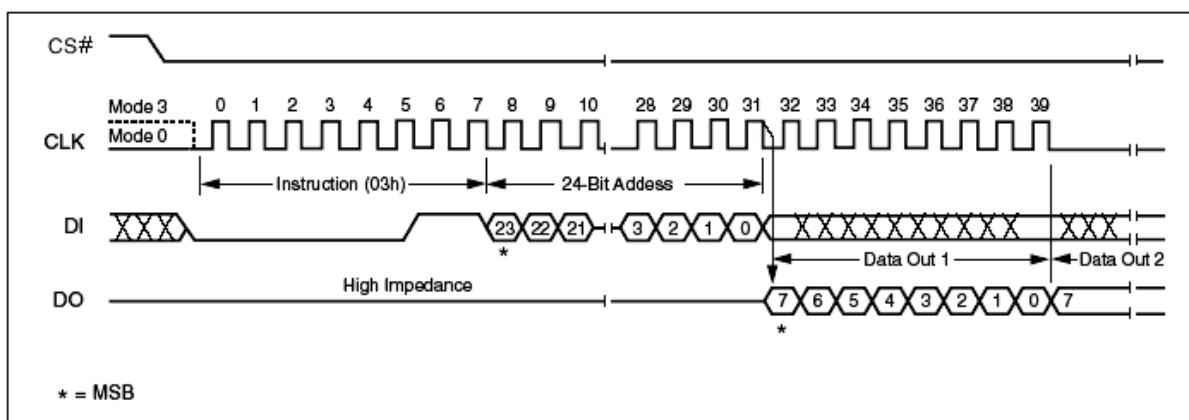 CS#
Mode 3 0 1 2 3 4 5 6 7 8 9 10 28 29 30 31 32 33 34 35 36 37 38 39
CLK Mode 0
Instruction (03h) 24-Bit Addess
DI 23 22 21 3 2 1 0
*
Data Out 1 Data Out 2
High Impedance
DO 7 6 5 4 3 2 1 0 7
*
* = MSB